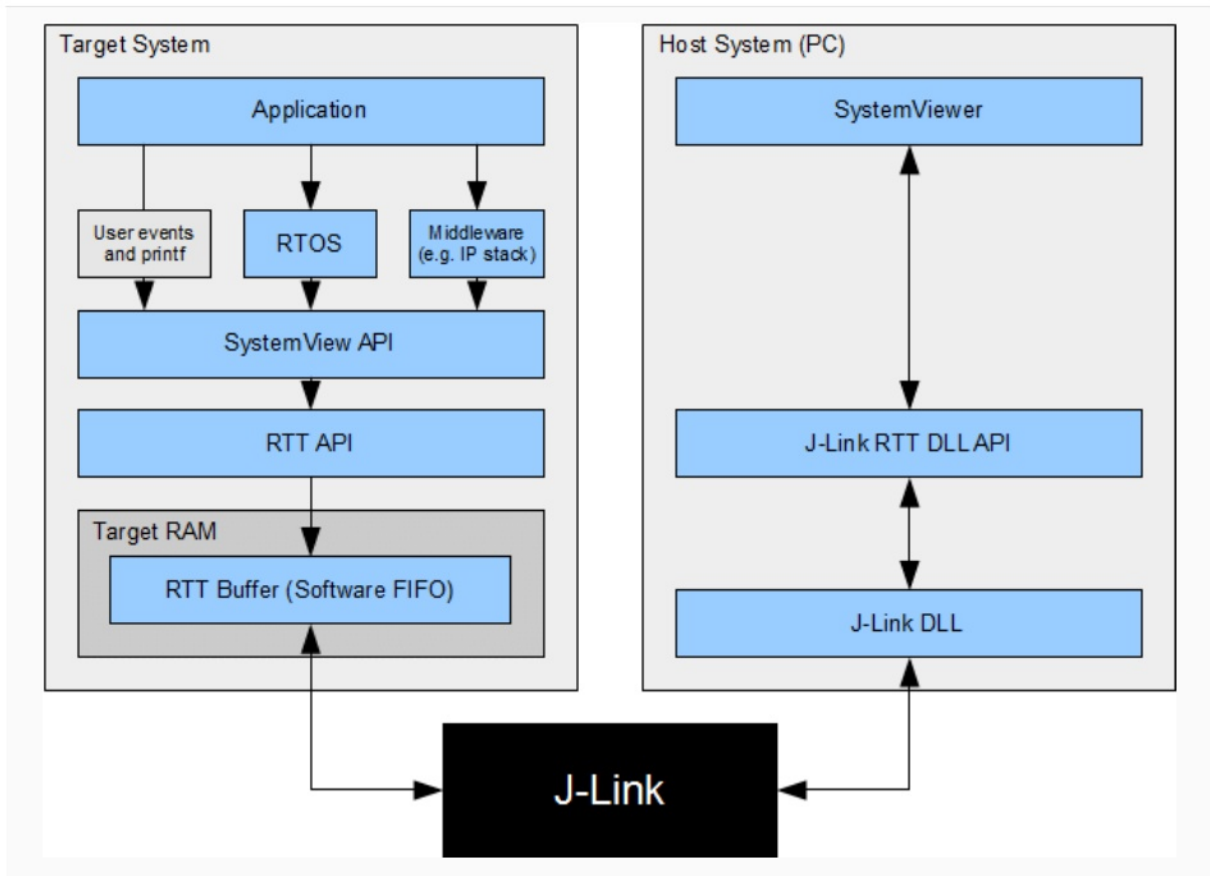 Target System
Application
User events
and printf
RTOS
Middleware
(e.g. IP stack)
SystemView API
RTT API
Target RAM
RTT Buffer (Software FIFO)
Host System (PC)
SystemViewer
J-Link RTT DLL API
J-Link DLL
J-Link